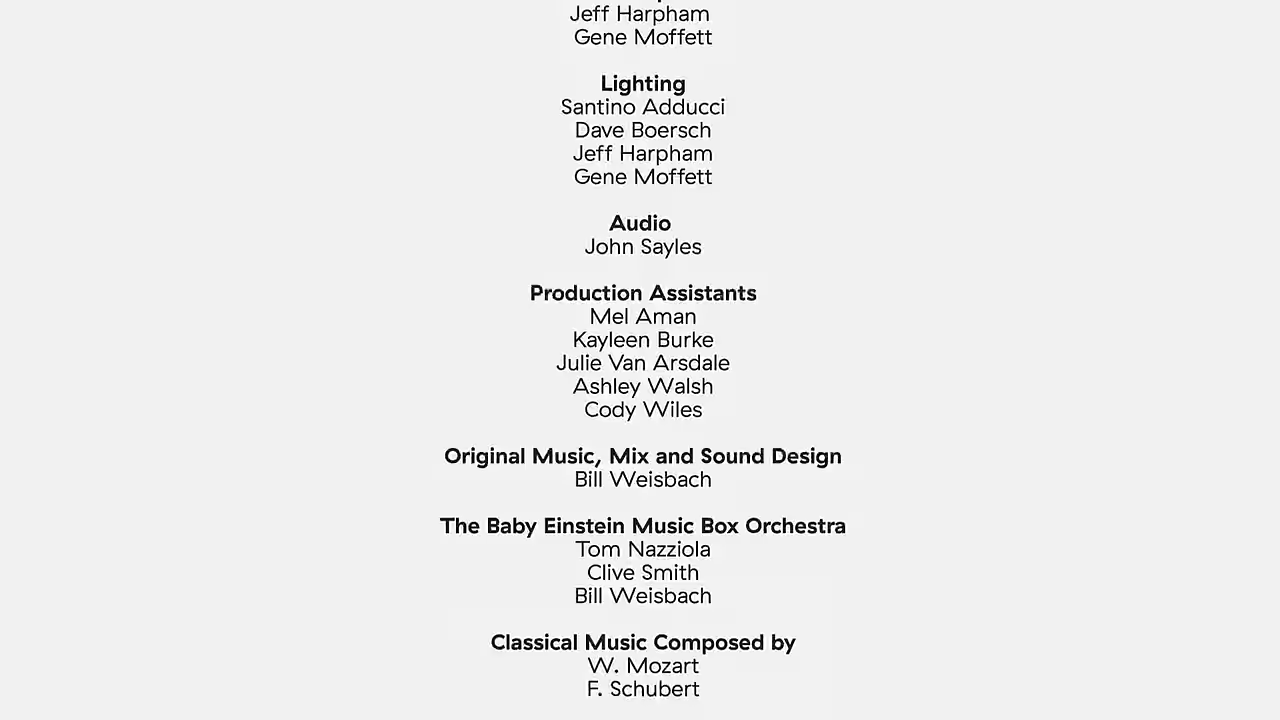 Jeff Harpham
Gene Moffett
Lighting
Santino Adducci
Dave Boersch
Jeff Harpham
Gene Moffett
Audio
John Sayles
Production Assistants
Mel Aman
Kayleen Burke
Julie Van Arsdale
Ashley Walsh
Cody Wiles
Original Music, Mix and Sound Design
Bill Weisbach
The Baby Einstein Music Box Orchestra
Tom Nazziola
Clive Smith
Bill Weisbach
Classical Music Composed by
W. Mozart
F. Schubert